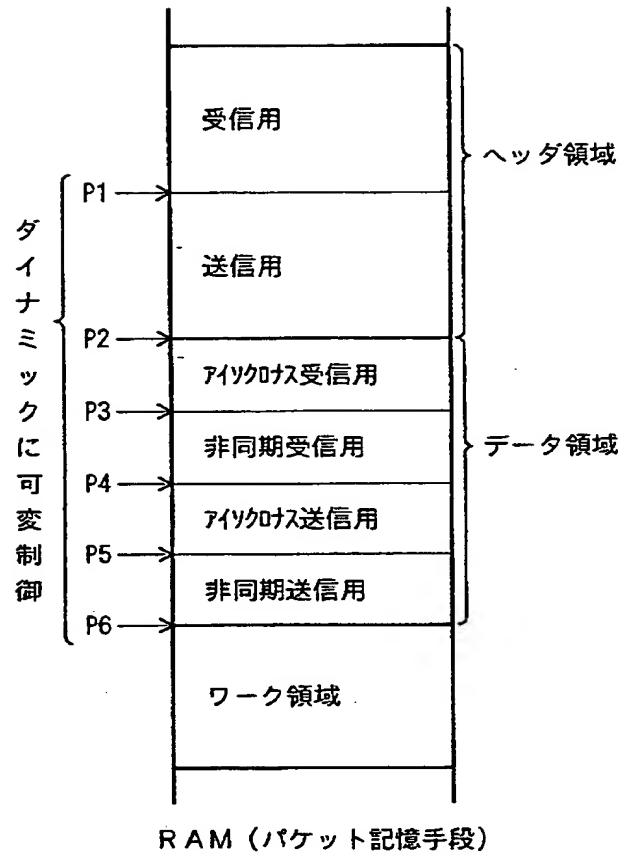 受信用
ヘッダ領域
P1
送信用
P2
アイソクロナス受信用
P3
非同期受信用
データ領域
P4
アイソクロナス送信用
P5
非同期送信用
P6
ダイナミックに可変制御
ワーク領域
RAM(パケット記憶手段)